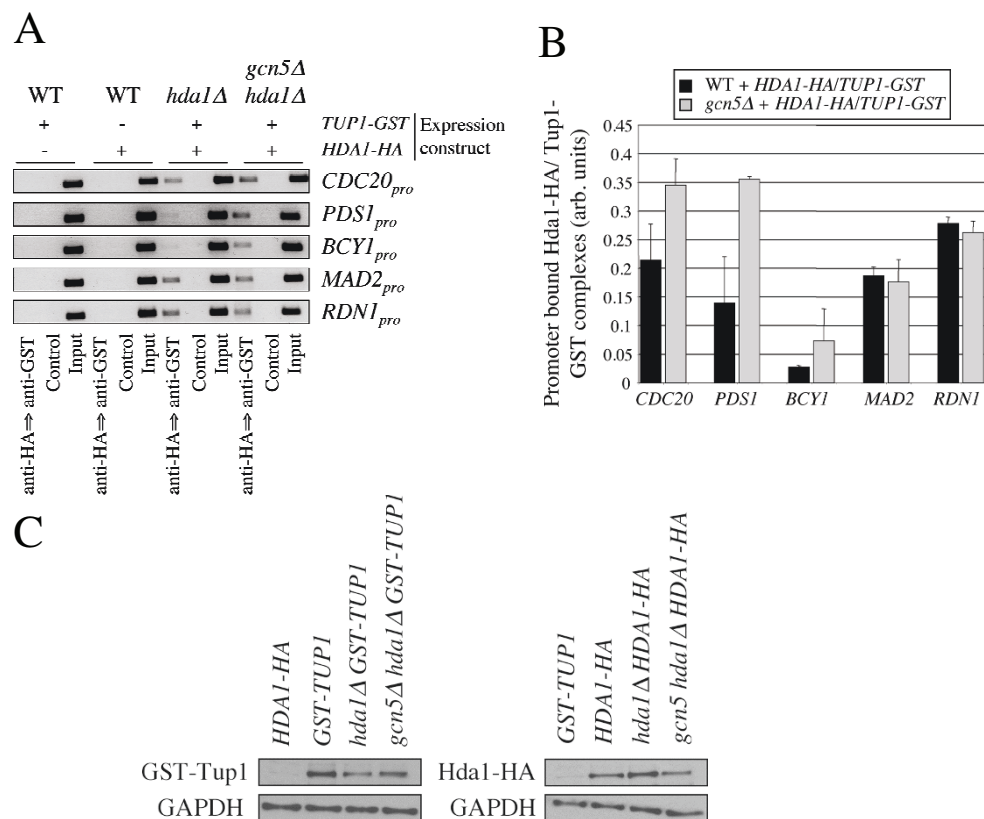 A
gcn5Δ
WT WT hda1Δ hda1Δ
+ - + + TUP1-GST Expression
- + + + HDA1-HA construct
CDC20pro
PDS1pro
BCY1pro
MAD2pro
RDN1pro
anti-HA⇒ anti-GST
Control
Input
anti-HA⇒ anti-GST
Control
Input
anti-HA⇒ anti-GST
Control
Input
anti-HA⇒ anti-GST
Control
Input
B
WT + HDA1-HA/TUP1-GST
gcn5Δ + HDA1-HA/TUP1-GST
Promoter bound Hda1-HA/ Tup1-
GST complexes (arb. units)
0.45
0.4
0.35
0.3
0.25
0.2
0.15
0.1
0.05
0
CDC20 PDS1 BCY1 MAD2 RDN1
C
HDA1-HA
GST-TUP1
hda1Δ GST-TUP1
gcn5Δ hda1Δ GST-TUP1
GST-Tup1
GAPDH
GST-TUP1
HDA1-HA
hda1Δ HDA1-HA
gcn5 hda1Δ HDA1-HA
Hda1-HA
GAPDH